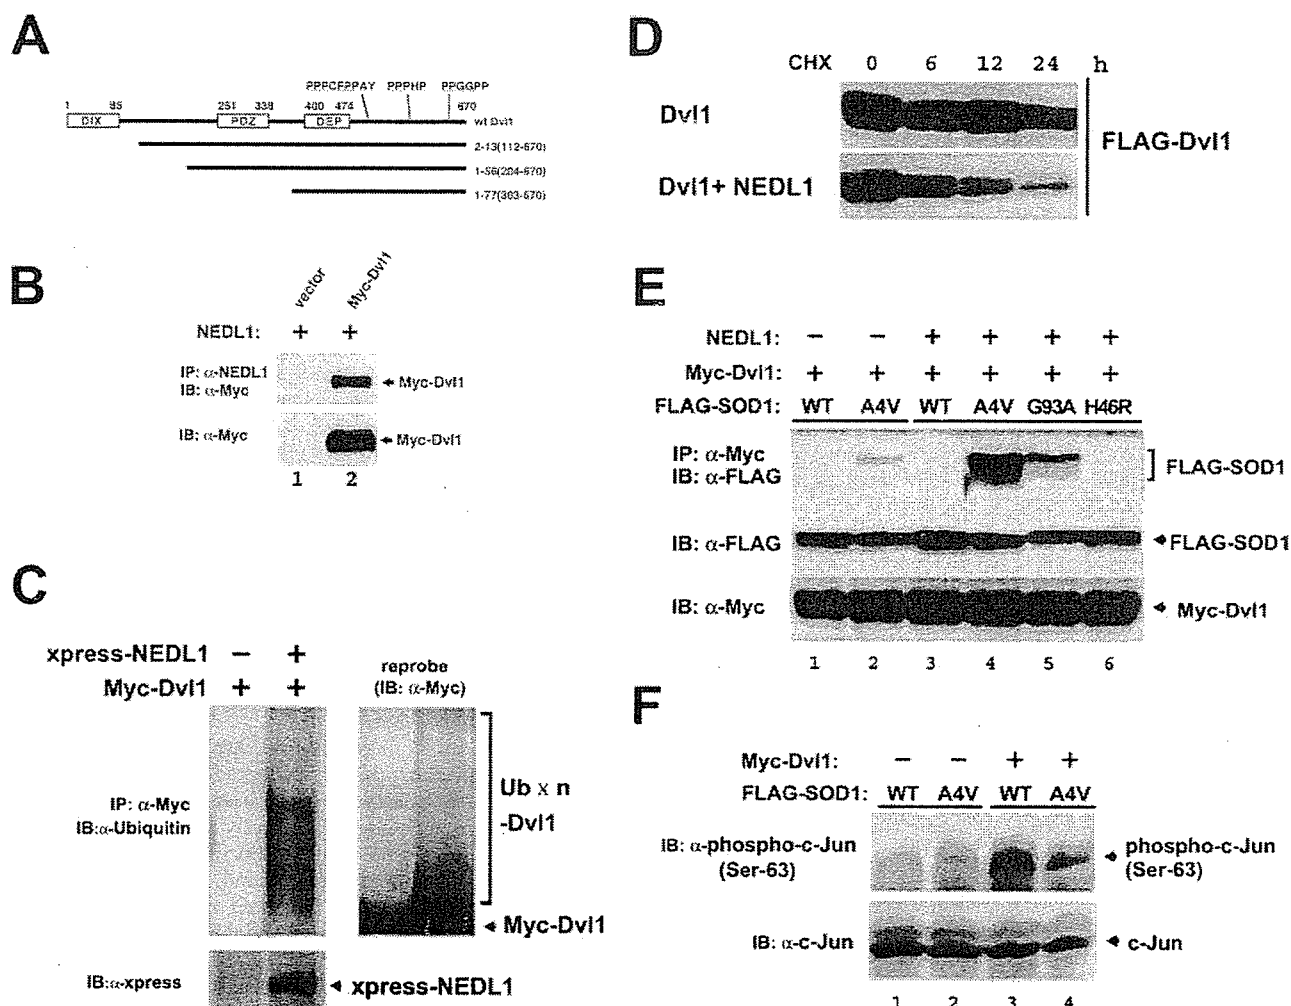 A
PPPCFPPAY PPPHP PPGGPP
1 85 251 338 400 474 670
DIX PDZ DEP wt Dvl1
2-13(112-670)
1-56(204-670)
1-77(363-670)
B
vector Myc-Dvl1
NEDL1: + +
IP: α-NEDL1
IB: α-Myc
Myc-Dvl1
IB: α-Myc
Myc-Dvl1
1 2
C
xpress-NEDL1 − +
Myc-Dvl1 + +
reprobe
(IB: α-Myc)
IP: α-Myc
IB:α-Ubiquitin
Ub x n
-Dvl1
Myc-Dvl1
IB:α-xpress
xpress-NEDL1
D
CHX 0 6 12 24 h
Dvl1
Dvl1+ NEDL1
FLAG-Dvl1
E
NEDL1: − − + + + +
Myc-Dvl1: + + + + + +
FLAG-SOD1: WT A4V WT A4V G93A H46R
IP: α-Myc
IB: α-FLAG
FLAG-SOD1
IB: α-FLAG
FLAG-SOD1
IB: α-Myc
Myc-Dvl1
1 2 3 4 5 6
F
Myc-Dvl1: − − + +
FLAG-SOD1: WT A4V WT A4V
IB: α-phospho-c-Jun
(Ser-63)
phospho-c-Jun
(Ser-63)
IB: α-c-Jun
c-Jun
1 2 3 4